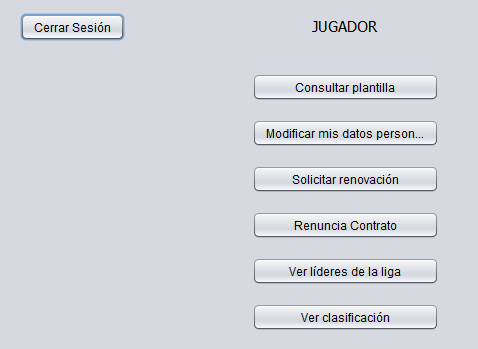 Cerrar Sesión
JUGADOR
Consultar plantilla
Modificar mis datos person...
Solicitar renovación
Renuncia Contrato
Ver líderes de la liga
Ver clasificación